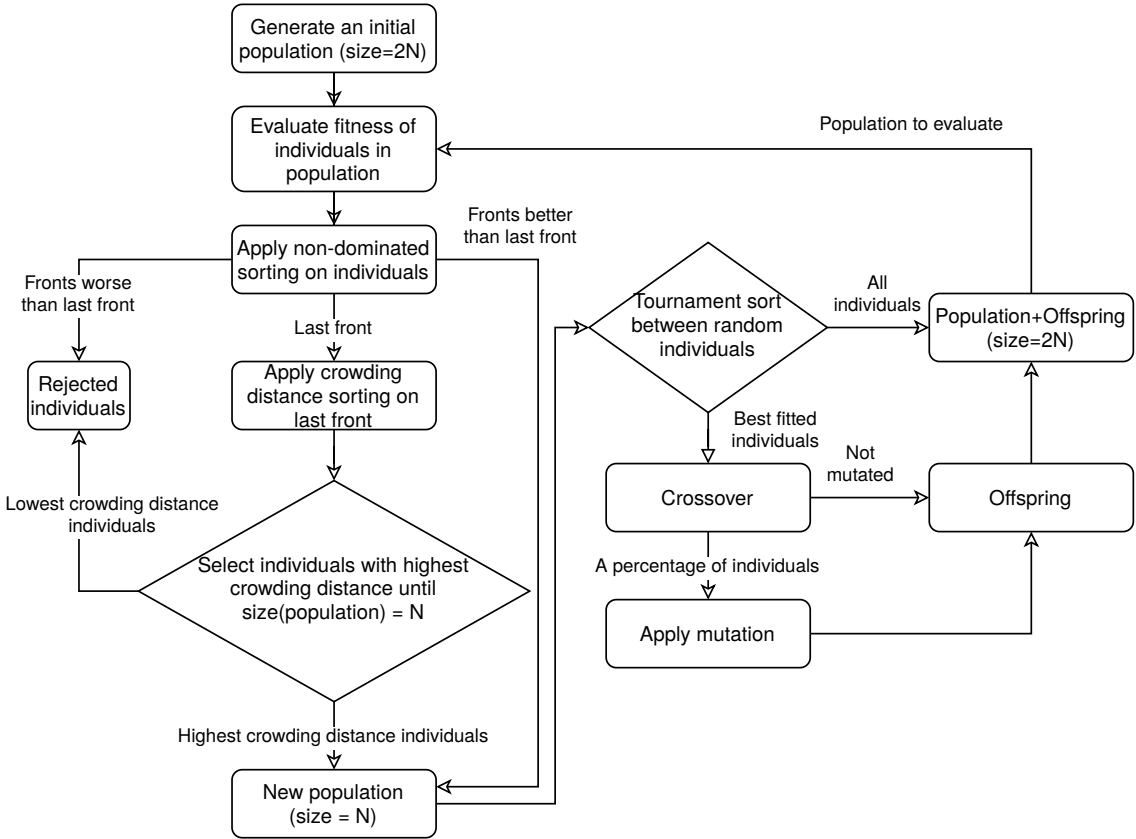 Generate an initial
population (size=2N)
Evaluate fitness of
individuals in
population
Population to evaluate
Apply non-dominated
sorting on individuals
Fronts better
than last front
Fronts worse
than last front
Last front
Rejected
individuals
Apply crowding
distance sorting on
last front
Lowest crowding distance
individuals
Select individuals with highest
crowding distance until
size(population) = N
Highest crowding distance individuals
New population
(size = N)
Tournament sort
between random
individuals
All
individuals
Population+Offspring
(size=2N)
Best fitted
individuals
Crossover
Not
mutated
Offspring
A percentage of individuals
Apply mutation